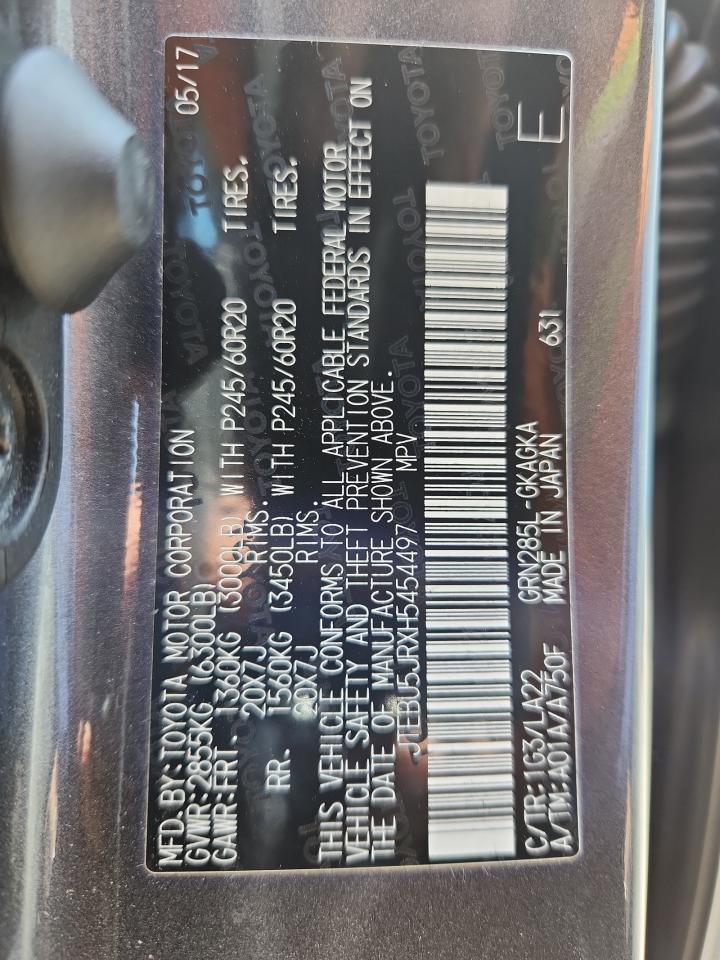 MFD. BY:TOYOTA MOTOR CORPORATION 05/17
GVWR:2855KG (6300LB)
GAWR:FRT. 1360KG (3000LB) WITH P245/60R20 TIRES.
20X7J RIMS.
RR. 1560KG (3450LB) WITH P245/60R20 TIRES.
20X7J RIMS.
THIS VEHICLE CONFORMS TO ALL APPLICABLE FEDERAL MOTOR
VEHICLE SAFETY AND THEFT PREVENTION STANDARDS IN EFFECT ON
THE DATE OF MANUFACTURE SHOWN ABOVE.
JTEBU5JRXH5454497 MPV
E
C/TR:1G3/LA22 GRN285L-GKAGKA
A/TM:A01A/A750F MADE IN JAPAN 631